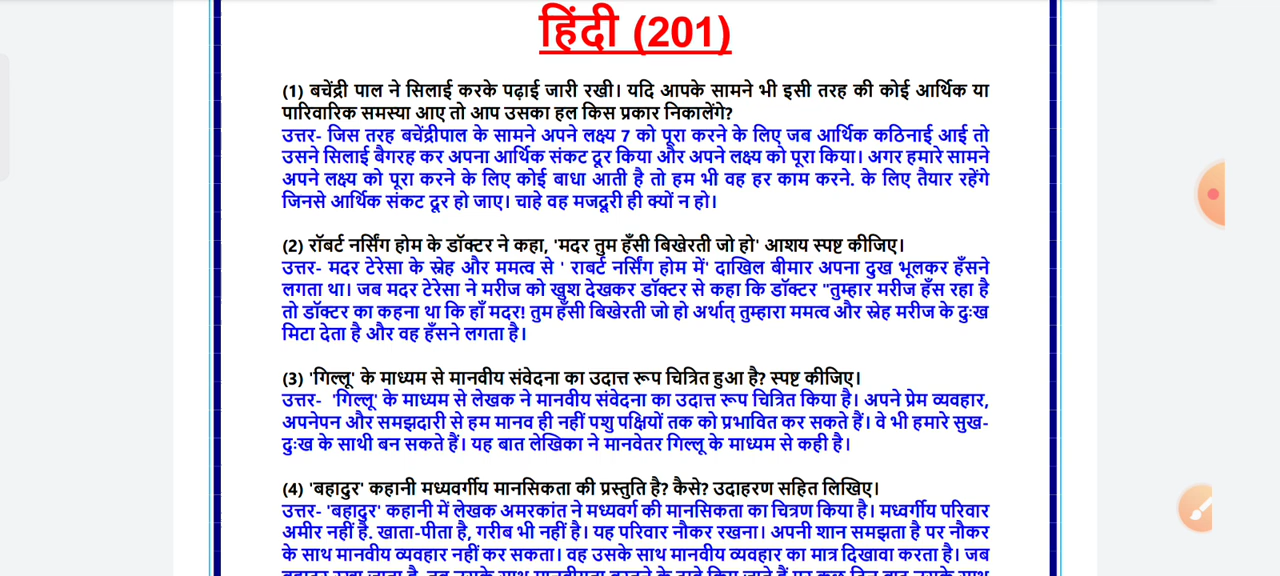 हिंदी (201)
(1) बचेंद्री पाल ने सिलाई करके पढ़ाई जारी रखी। यदि आपके सामने भी इसी तरह की कोई आर्थिक या
पारिवारिक समस्या आए तो आप उसका हल किस प्रकार निकालेंगे?
उत्तर- जिस तरह बचेंद्रीपाल के सामने अपने लक्ष्य 7 को पूरा करने के लिए जब आर्थिक कठिनाई आई तो
उसने सिलाई बैगरह कर अपना आर्थिक संकट दूर किया और अपने लक्ष्य को पूरा किया। अगर हमारे सामने
अपने लक्ष्य को पूरा करने के लिए कोई बाधा आती है तो हम भी वह हर काम करने. के लिए तैयार रहेंगे
जिनसे आर्थिक संकट दूर हो जाए। चाहे वह मजदूरी ही क्यों न हो।
(2) रॉबर्ट नर्सिंग होम के डॉक्टर ने कहा, 'मदर तुम हँसी बिखेरती जो हो' आशय स्पष्ट कीजिए।
उत्तर- मदर टेरेसा के स्नेह और ममत्व से ' राबर्ट नर्सिंग होम में' दाखिल बीमार अपना दुख भूलकर हँसने
लगता था। जब मदर टेरेसा ने मरीज को खुश देखकर डॉक्टर से कहा कि डॉक्टर "तुम्हार मरीज हँस रहा है
तो डॉक्टर का कहना था कि हाँ मदर! तुम हँसी बिखेरती जो हो अर्थात् तुम्हारा ममत्व और स्नेह मरीज के दुःख
मिटा देता है और वह हँसने लगता है।
(3) 'गिल्लू' के माध्यम से मानवीय संवेदना का उदात्त रूप चित्रित हुआ है? स्पष्ट कीजिए।
उत्तर- 'गिल्लू' के माध्यम से लेखक ने मानवीय संवेदना का उदात्त रूप चित्रित किया है। अपने प्रेम व्यवहार,
अपनेपन और समझदारी से हम मानव ही नहीं पशु पक्षियों तक को प्रभावित कर सकते हैं। वे भी हमारे सुख-
दुःख के साथी बन सकते हैं। यह बात लेखिका ने मानवेतर गिल्लू के माध्यम से कही है।
(4) 'बहादुर' कहानी मध्यवर्गीय मानसिकता की प्रस्तुति है? कैसे? उदाहरण सहित लिखिए।
उत्तर- 'बहादुर' कहानी में लेखक अमरकांत ने मध्यवर्ग की मानसिकता का चित्रण किया है। मध्वर्गीय परिवार
अमीर नहीं है. खाता-पीता है, गरीब भी नहीं है। यह परिवार नौकर रखना। अपनी शान समझता है पर नौकर
के साथ मानवीय व्यवहार नहीं कर सकता। वह उसके साथ मानवीय व्यवहार का मात्र दिखावा करता है। जब